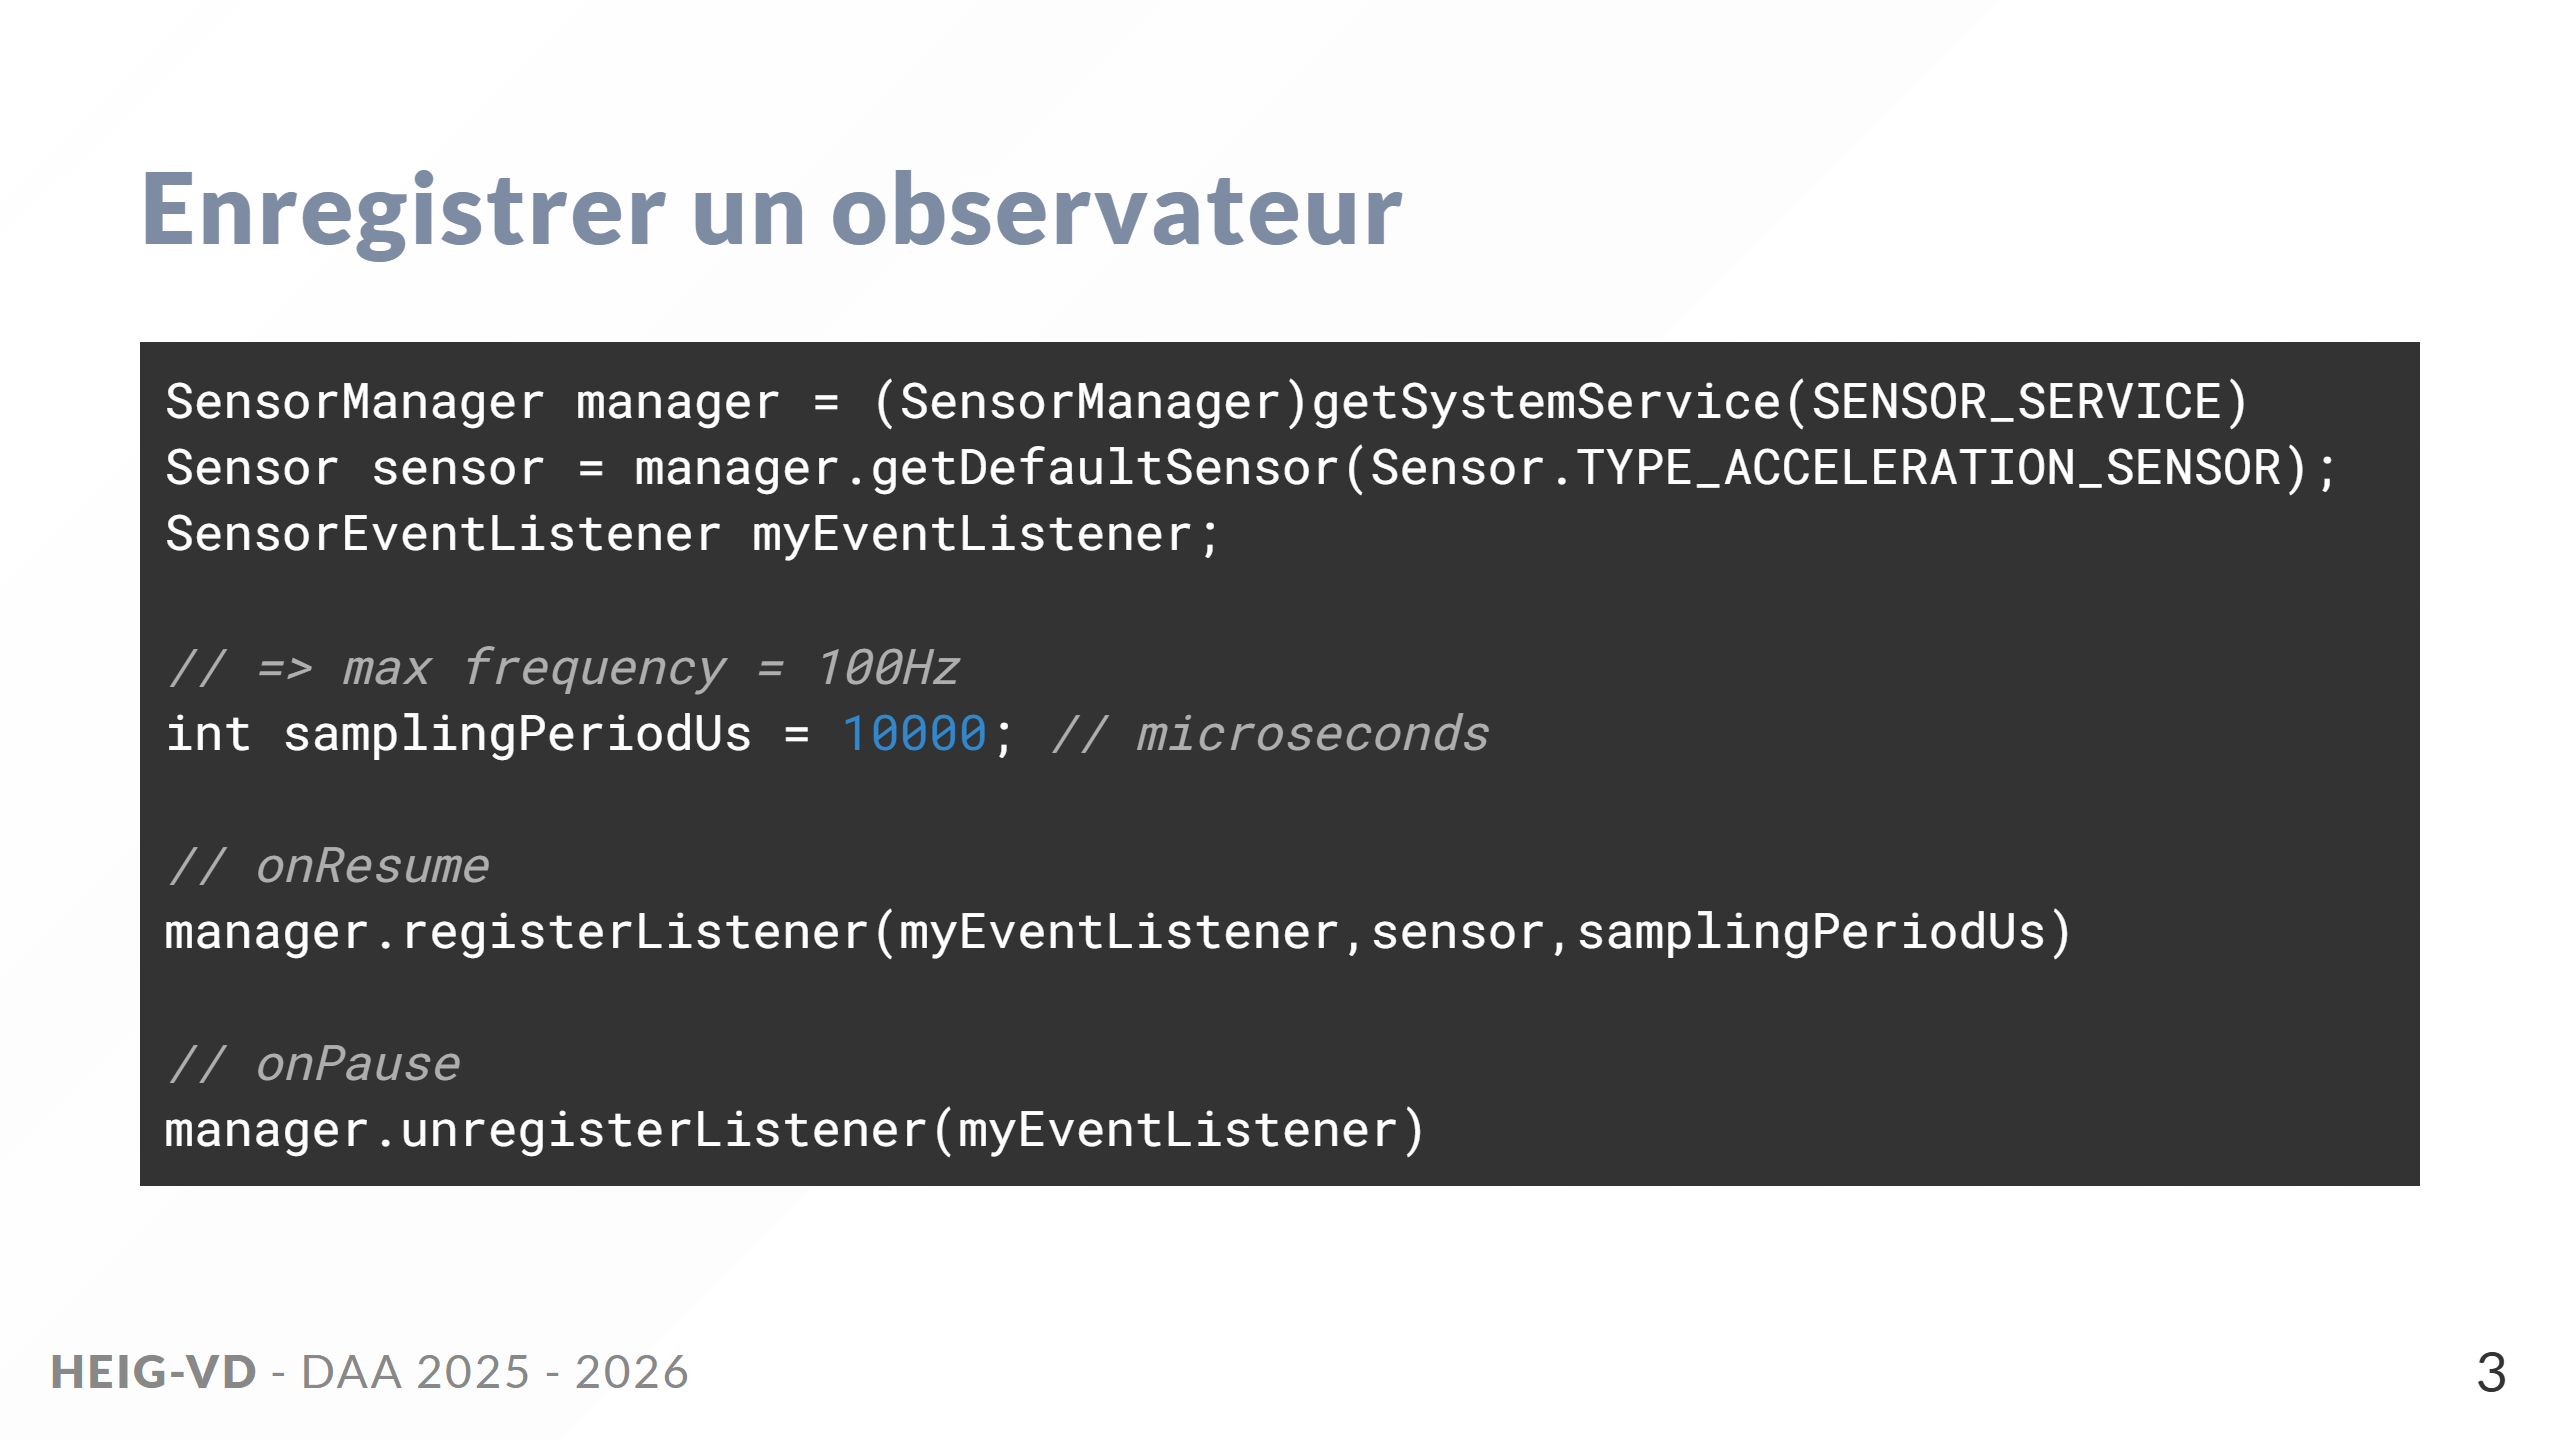 Enregistrer un observateur
SensorManager manager = (SensorManager)getSystemService(SENSOR_SERVICE)
Sensor sensor = manager.getDefaultSensor(Sensor.TYPE_ACCELERATION_SENSOR);
SensorEventListener myEventListener;
// => max frequency = 100Hz
int samplingPeriodUs = 10000; // microseconds
// onResume
manager.registerListener(myEventListener,sensor,samplingPeriodUs)
// onPause
manager.unregisterListener(myEventListener)
HEIG-VD - DAA 2025 - 2026
3